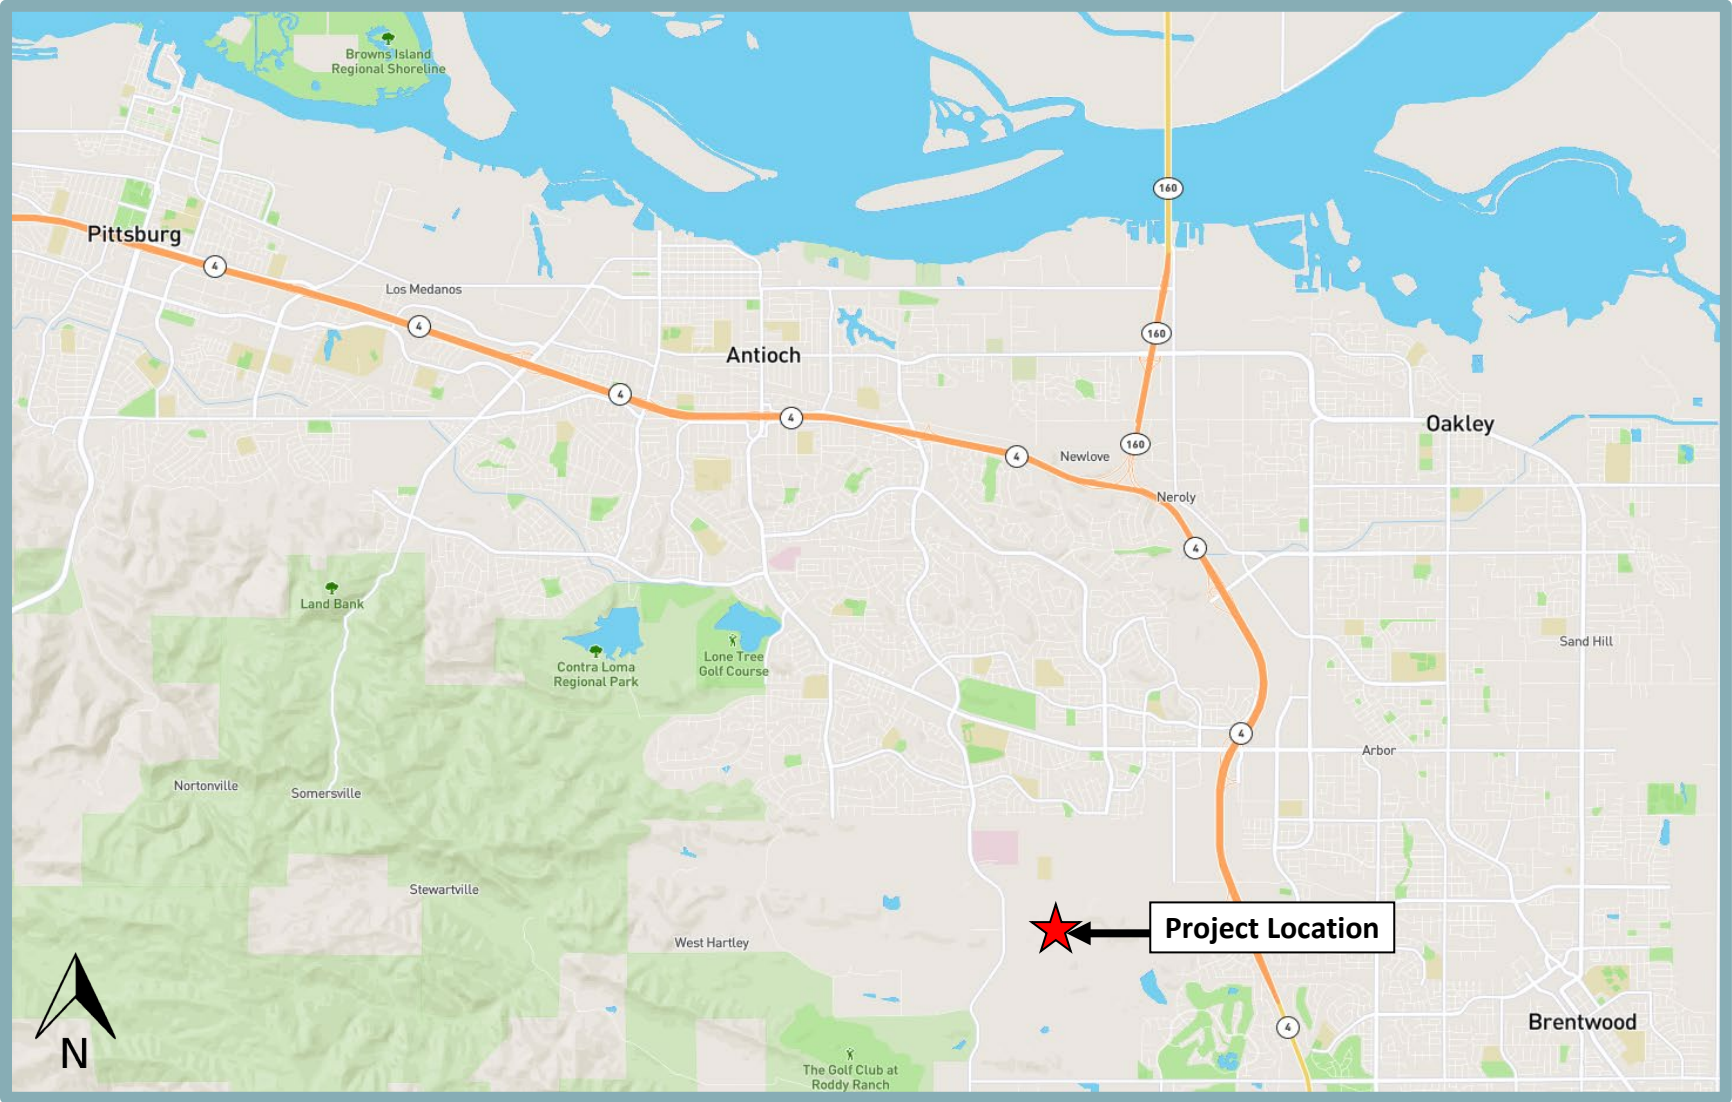 Browns Island
Regional Shoreline
160
Pittsburg
4
Los Medanos
4
160
Antioch
4
4
Oakley
160
4
Newlove
Neroly
4
Land Bank
Sand Hill
Contra Loma
Regional Park
Lone Tree
Golf Course
4
Arbor
Nortonville
Somersville
Stewartville
Project Location
West Hartley
Brentwood
4
N
The Golf Club at
Roddy Ranch